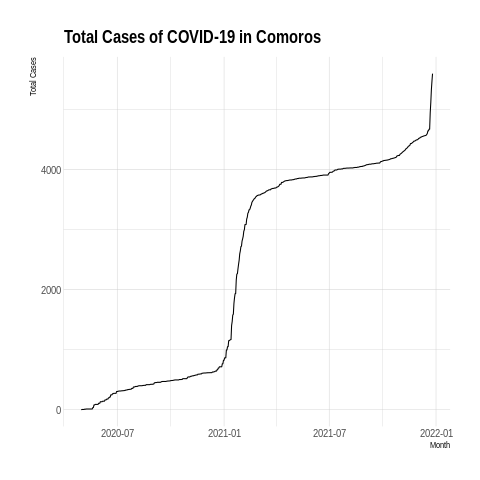 Total Cases of COVID-19 in Comoros
Total Cases
4000
2000
0
2020-07 2021-01 2021-07 2022-01
Month